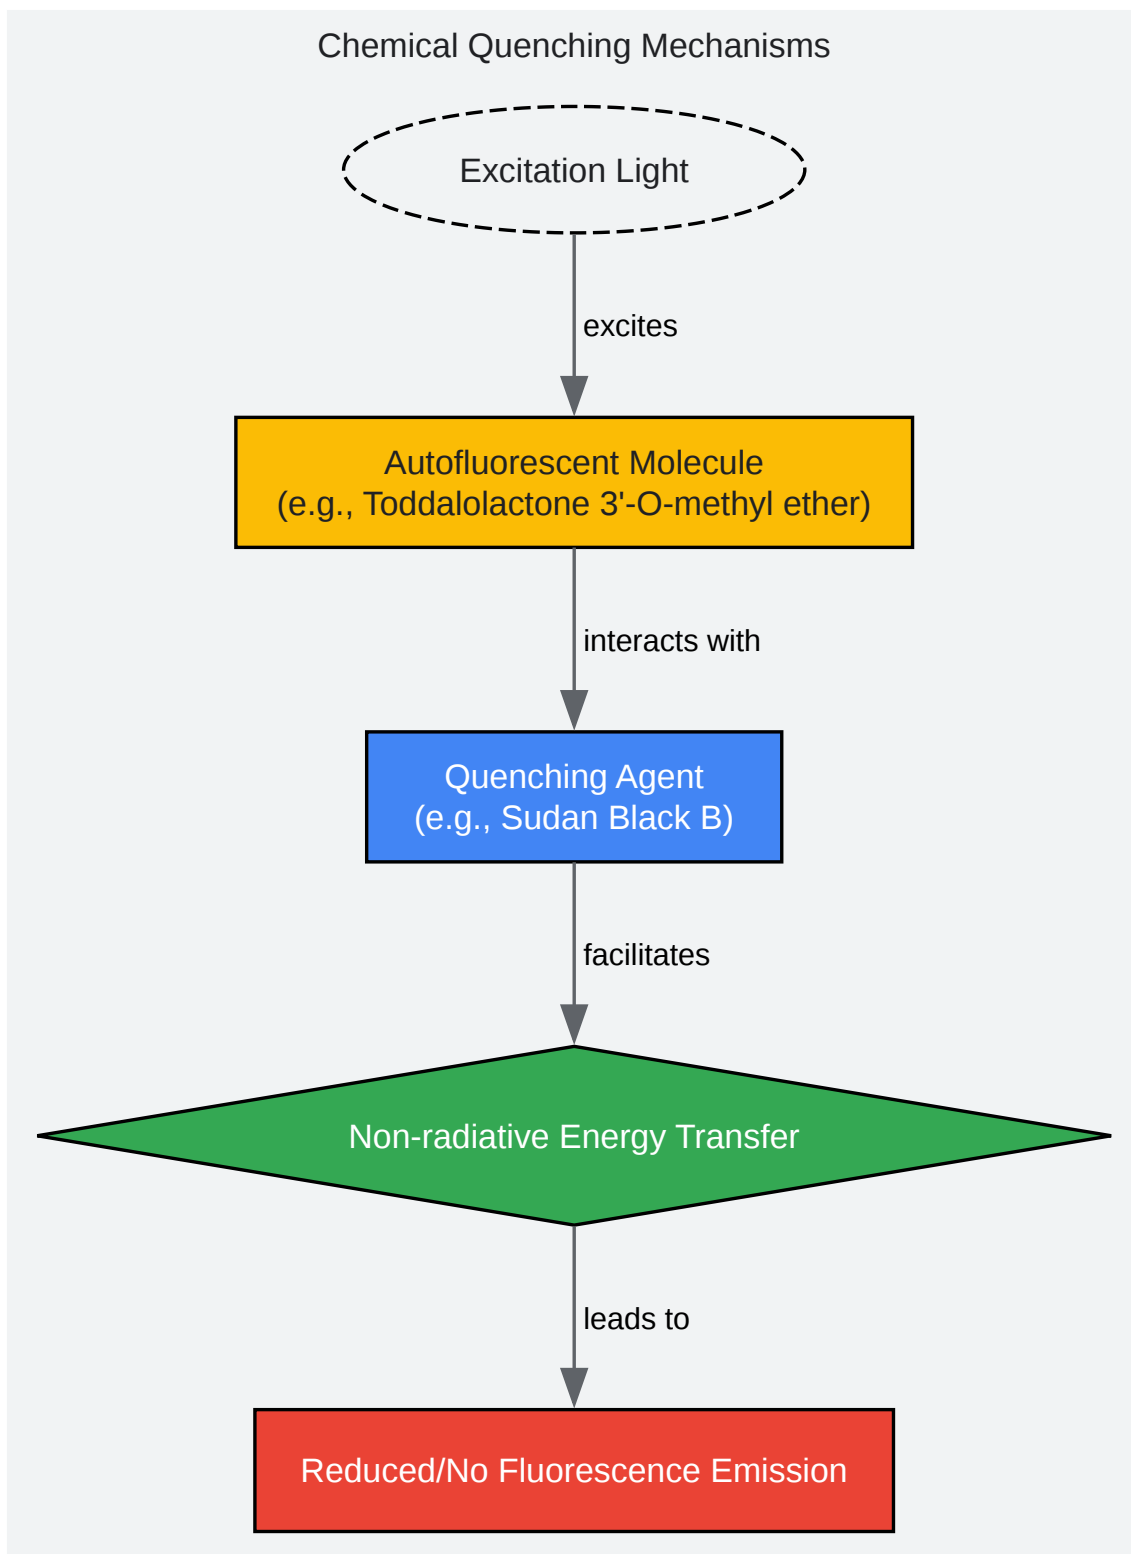 Chemical Quenching Mechanisms
Excitation Light
excites
Autofluorescent Molecule
(e.g., Toddalolactone 3'-O-methyl ether)
interacts with
Quenching Agent
(e.g., Sudan Black B)
facilitates
Non-radiative Energy Transfer
leads to
Reduced/No Fluorescence Emission